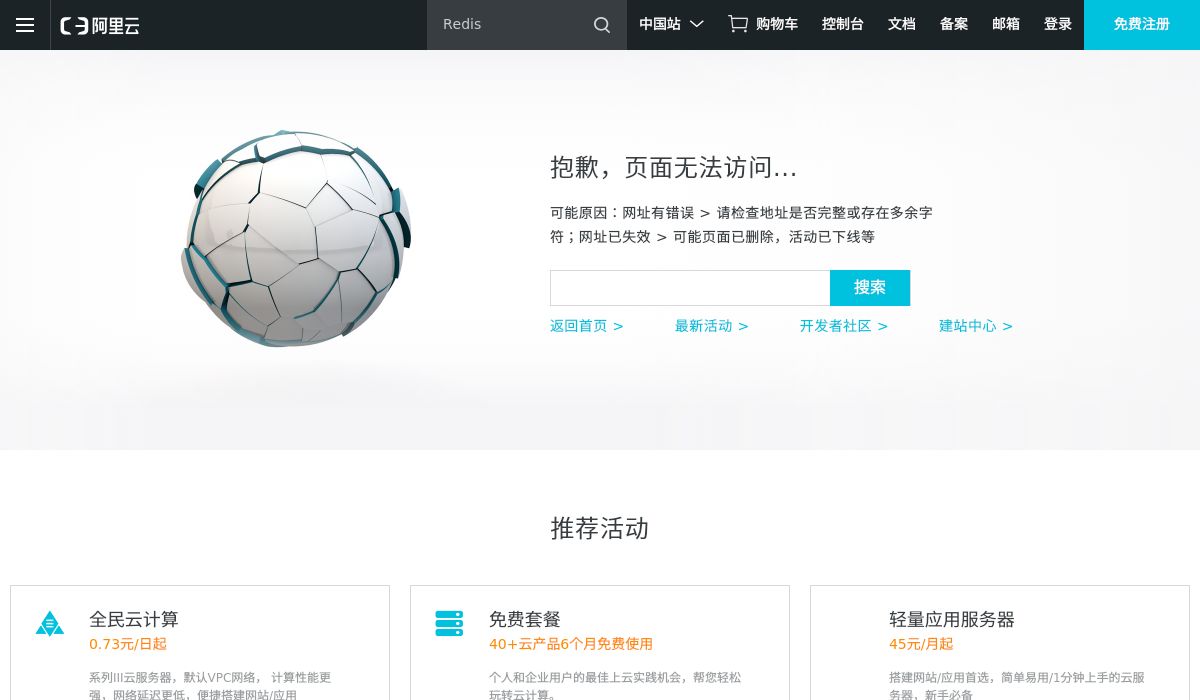 阿里云
Redis
中国站
购物车
控制台
文档
备案
邮箱
登录
免费注册
抱歉，页面无法访问...
可能原因：网址有错误 > 请检查地址是否完整或存在多余字
符；网址已失效 > 可能页面已删除，活动已下线等
搜索
返回首页 >
最新活动 >
开发者社区 >
建站中心 >
推荐活动
全民云计算
0.73元/日起
系列III云服务器，默认VPC网络， 计算性能更
强，网络延迟更低，便捷搭建网站/应用
免费套餐
40+云产品6个月免费使用
个人和企业用户的最佳上云实践机会，帮您轻松
玩转云计算。
轻量应用服务器
45元/月起
搭建网站/应用首选，简单易用/1分钟上手的云服
务器，新手必备